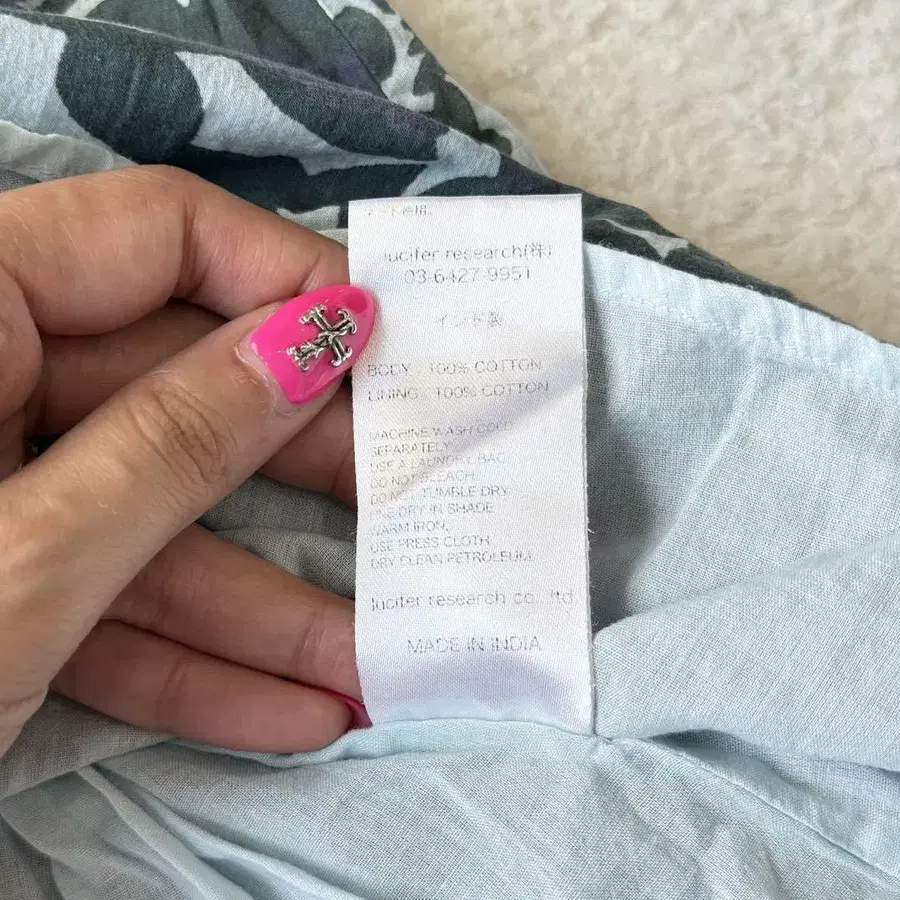 lucifer research(株)
03-6427-9951
インド製
BODY 100% COTTON
LINING 100% COTTON
MACHINE WASH COLD
SEPARATELY
USE A LAUNDRY BAG
DO NOT BLEACH
DO NOT TUMBLE DRY
LINE DRY IN SHADE
WARM IRON,
USE PRESS CLOTH
DRY CLEAN PETROLEUM
lucifer research co. ltd
MADE IN INDIA